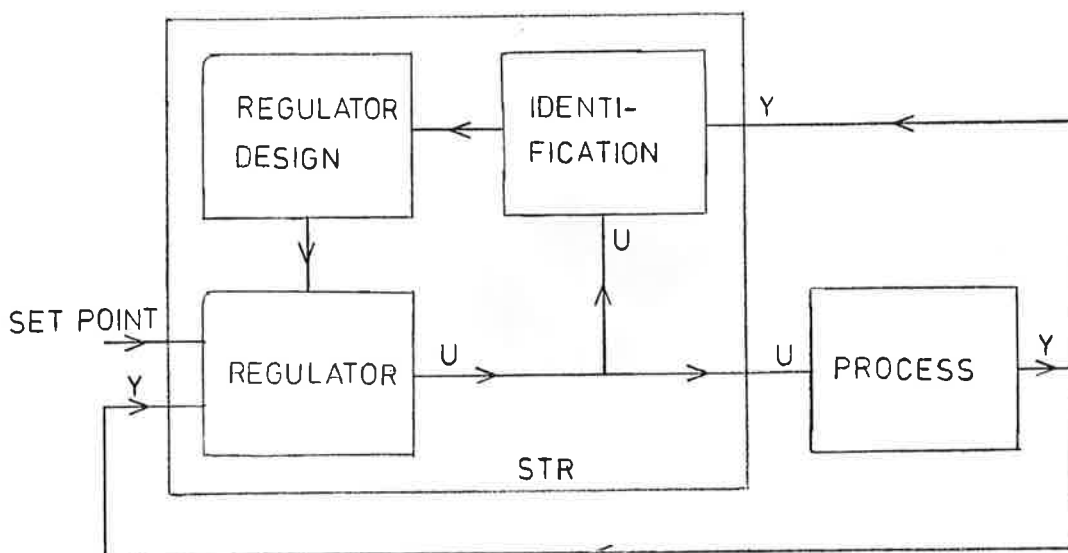 REGULATOR
DESIGN
IDENTI-
FICATION
Y
U
SET POINT
Y
REGULATOR
U
U
PROCESS
Y
STR